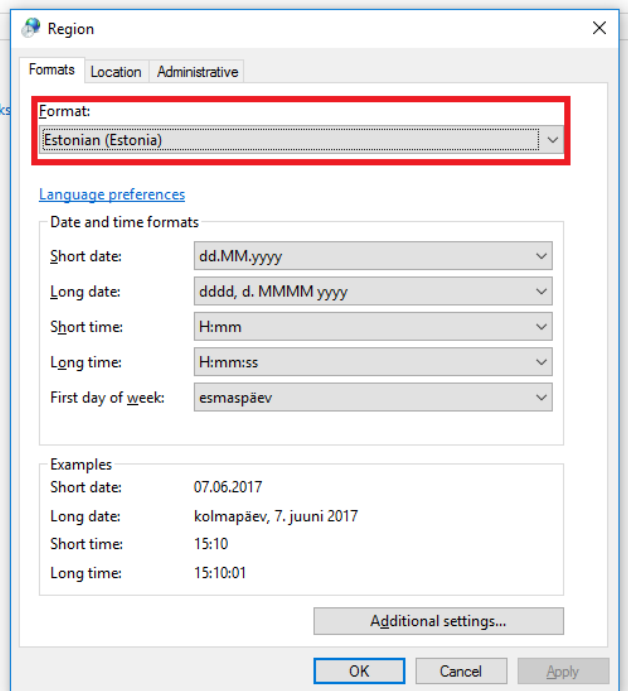 Region
Formats Location Administrative
ks
Format:
Estonian (Estonia)
Language preferences
Date and time formats
Short date: dd.MM.yyyy
Long date: dddd, d. MMMM yyyy
Short time: H:mm
Long time: H:mm:ss
First day of week: esmaspäev
Examples
Short date: 07.06.2017
Long date: kolmapäev, 7. juuni 2017
Short time: 15:10
Long time: 15:10:01
Additional settings...
OK Cancel Apply